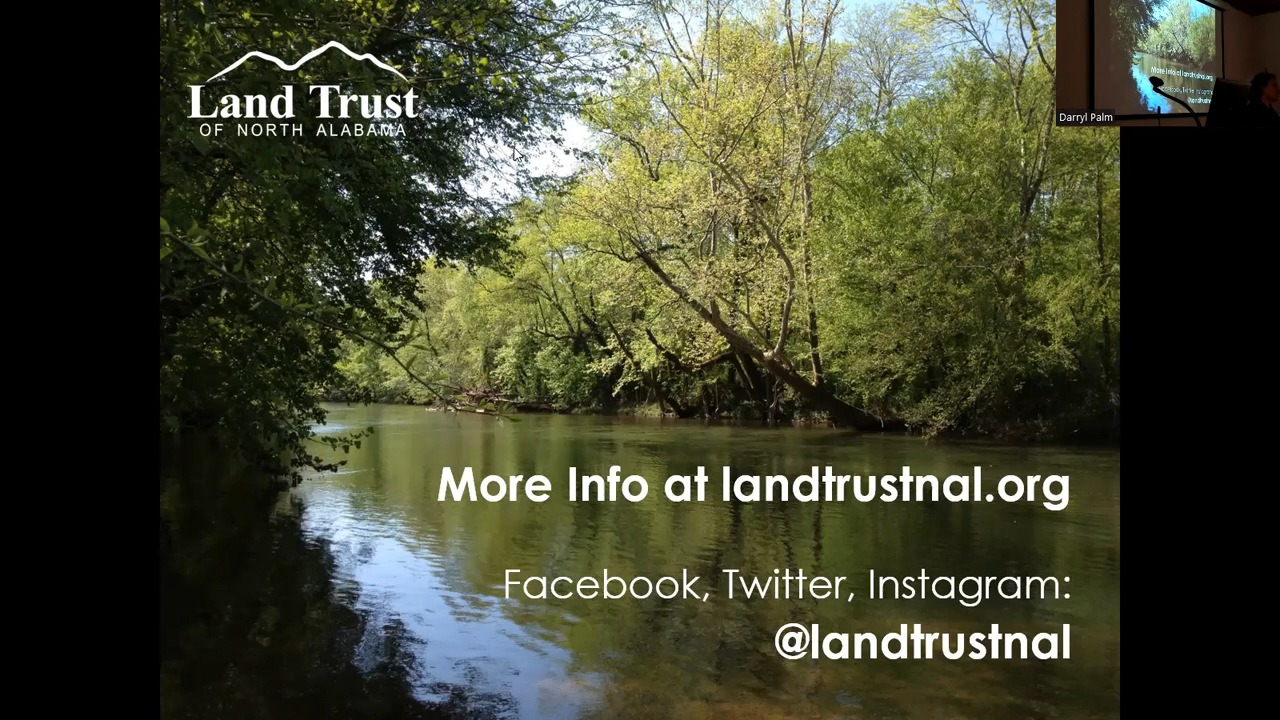 Land Trust
OF NORTH ALABAMA
Darryl Palm
More Info at landtrustnal.org
Facebook, Twitter, Instagram:
@landtrustnal